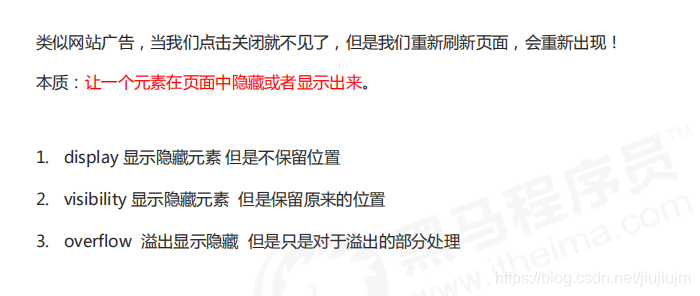 类似网站广告，当我们点击关闭就不见了，但是我们重新刷新页面，会重新出现！
本质：让一个元素在页面中隐藏或者显示出来。
1. display 显示隐藏元素 但是不保留位置
2. visibility 显示隐藏元素 但是保留原来的位置
3. overflow 溢出显示隐藏 但是只是对于溢出的部分处理
黑马程序员™
www.itheima.com
https://blog.csdn.net/jiujiujm